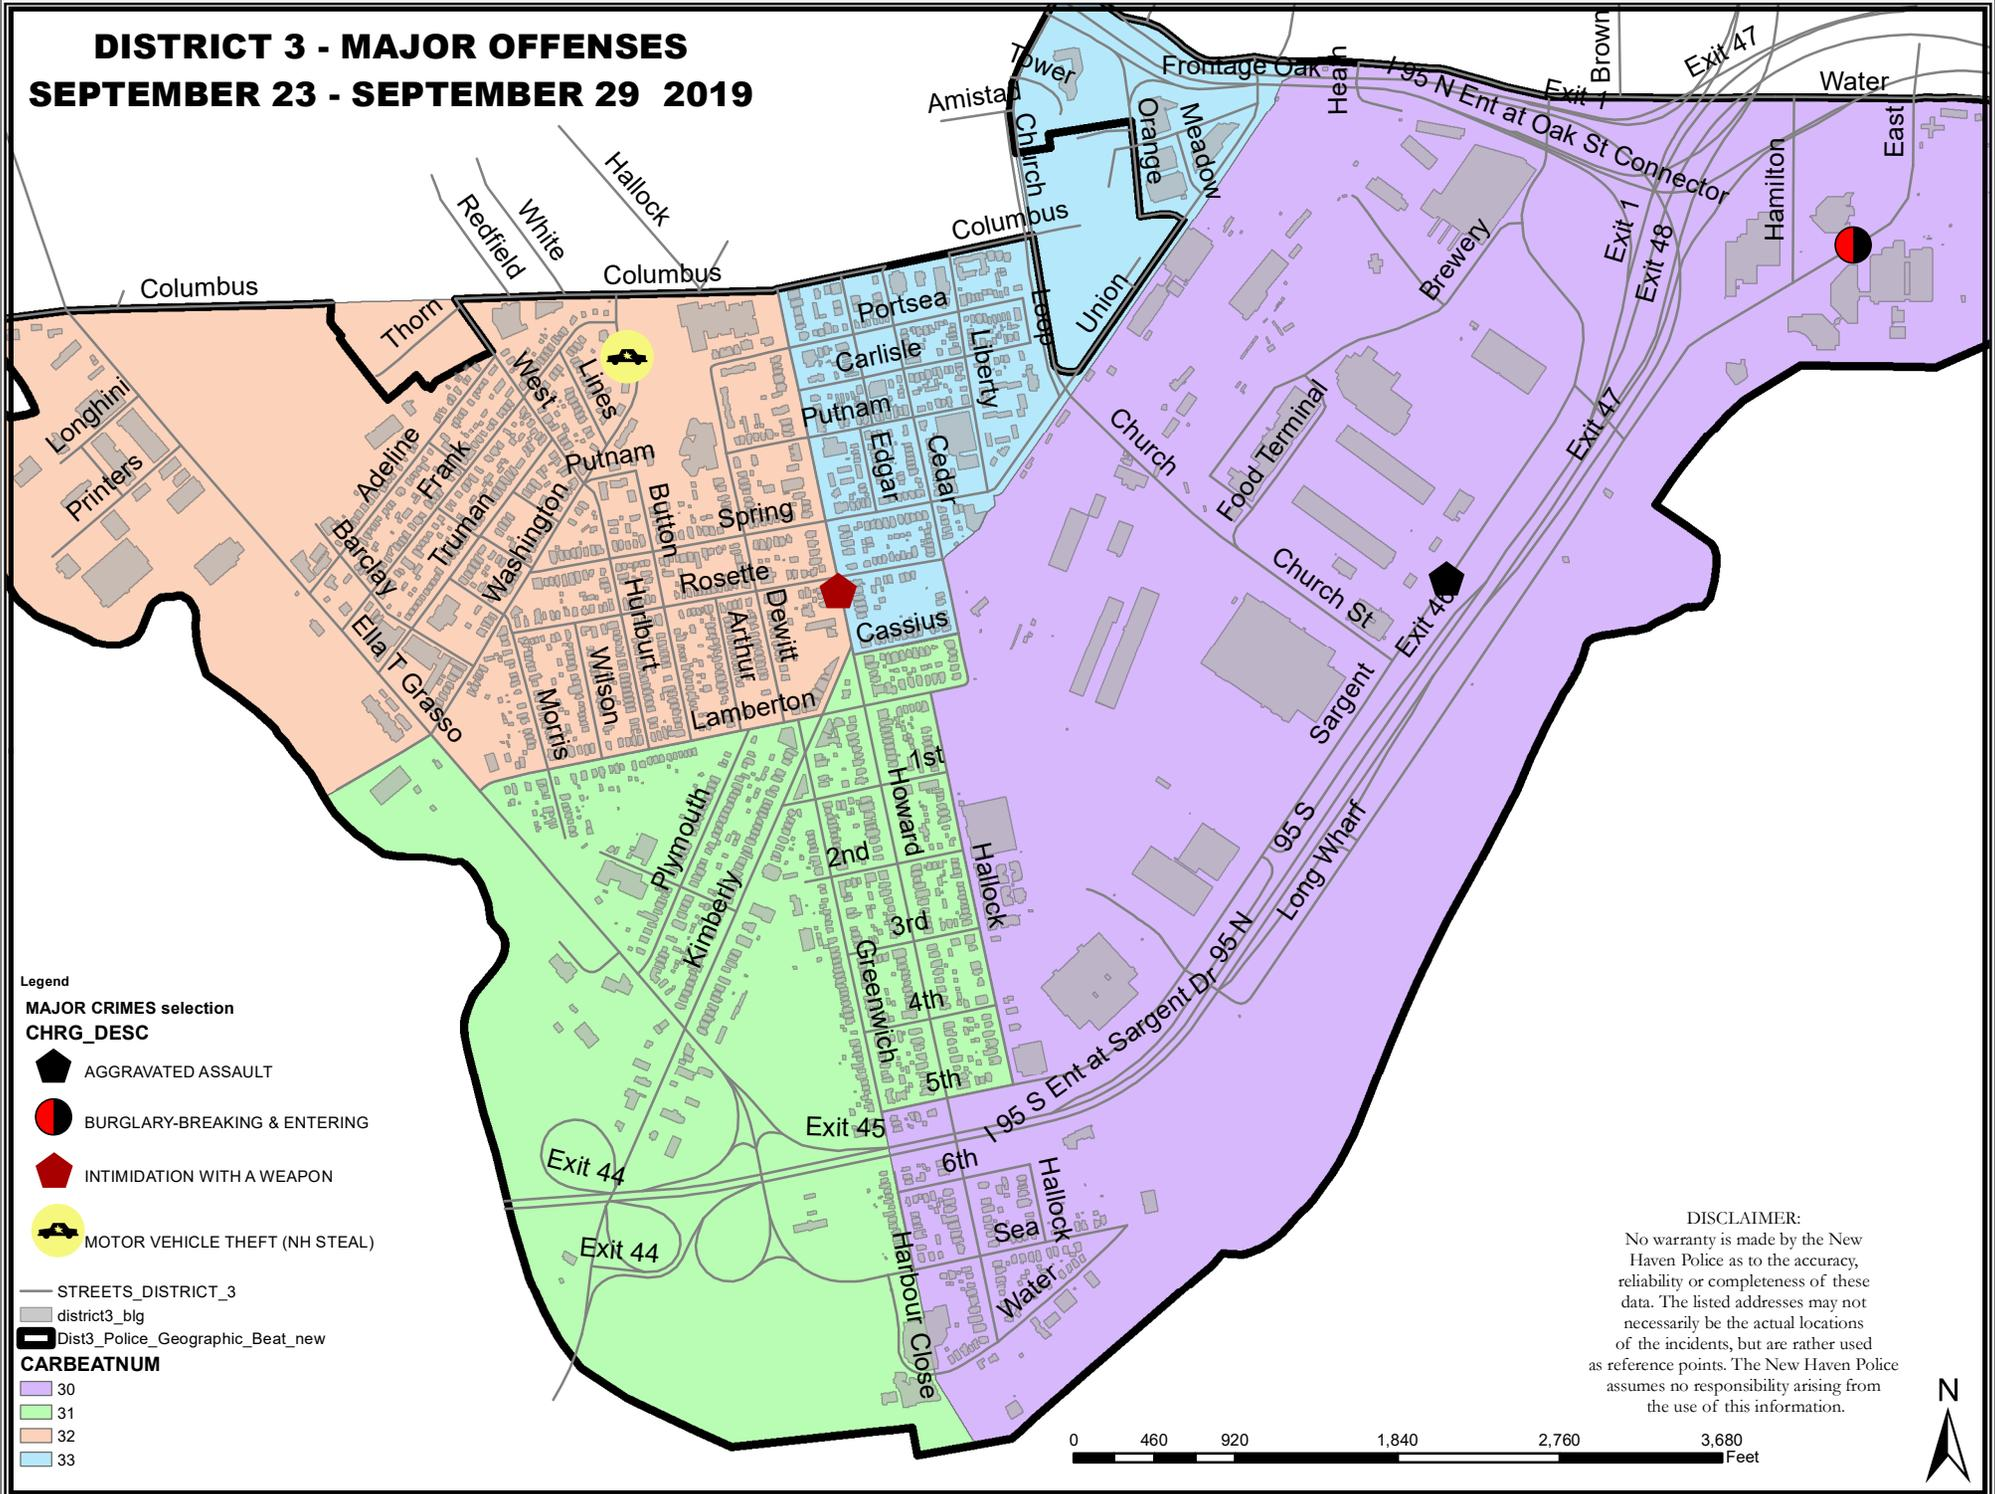 DISTRICT 3 - MAJOR OFFENSES
SEPTEMBER 23 - SEPTEMBER 29 2019
Tower
Amistad
Church
Frontage Oak
Orange
Meadow
Heath
I 95 N Ent at Oak St Connector
Exit 1
Brown
Exit 47
Water
East
Hamilton
Exit 1
Exit 48
Brewery
Hallock
White
Redfield
Columbus
Columbus
Columbus
Thorn
Portsea
Carlisle
Putnam
Liberty
Loop
Union
Edgar
Cedar
West
Lines
Longhini
Printers
Adeline
Frank
Truman
Barclay
Washington
Putnam
Button
Spring
Rosette
Hurlburt
Dewitt
Arthur
Wilson
Morris
Lamberton
Ella T Grasso
Cassius
Church
Food Terminal
Church St
Exit 47
Exit 46
Sargent
1st
Howard
2nd
Plymouth
Kimberly
Hallock
3rd
Greenwich
4th
5th
95 S
Long Wharf
95 N
I 95 S Ent at Sargent Dr
Exit 45
Exit 44
Exit 44
6th
Hallock
Sea
Water
Harbour Close
Legend
MAJOR CRIMES selection
CHRG_DESC
AGGRAVATED ASSAULT
BURGLARY-BREAKING & ENTERING
INTIMIDATION WITH A WEAPON
MOTOR VEHICLE THEFT (NH STEAL)
STREETS_DISTRICT_3
district3_blg
Dist3_Police_Geographic_Beat_new
CARBEATNUM
30
31
32
33
DISCLAIMER:
No warranty is made by the New
Haven Police as to the accuracy,
reliability or completeness of these
data. The listed addresses may not
necessarily be the actual locations
of the incidents, but are rather used
as reference points. The New Haven Police
assumes no responsibility arising from
the use of this information.
N
0 460 920 1,840 2,760 3,680
Feet